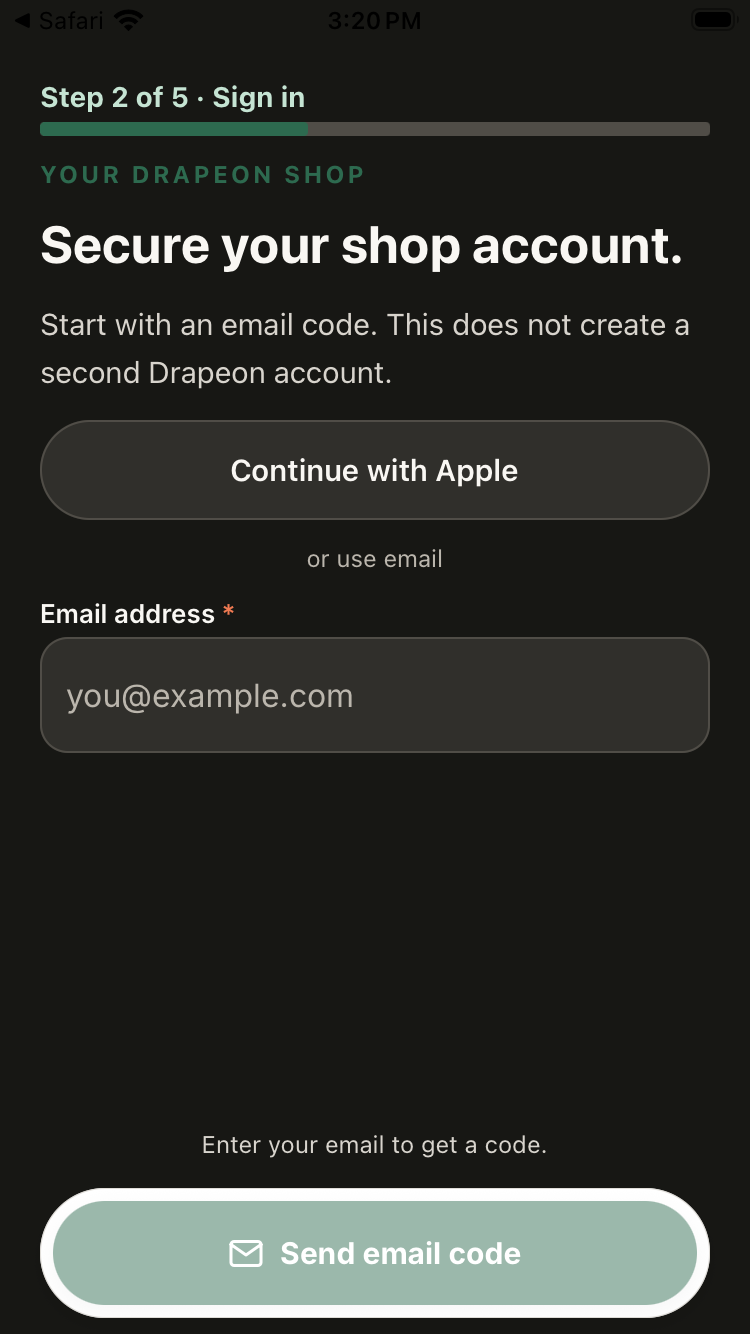 ◀ Safari 3:20 PM
Step 2 of 5 · Sign in
YOUR DRAPEON SHOP
Secure your shop account.
Start with an email code. This does not create a
second Drapeon account.
Continue with Apple
or use email
Email address *
you@example.com
Enter your email to get a code.
Send email code